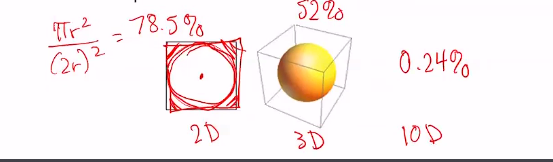 52%
πr²/(2r)² = 78.5%
0.24%
2D 3D 10D